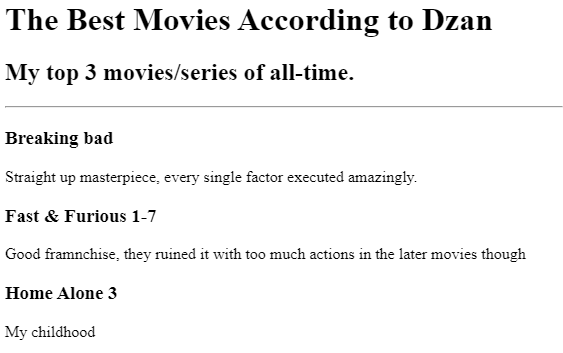 The Best Movies According to Dzan
My top 3 movies/series of all-time.
Breaking bad
Straight up masterpiece, every single factor executed amazingly.
Fast & Furious 1-7
Good framnchise, they ruined it with too much actions in the later movies though
Home Alone 3
My childhood